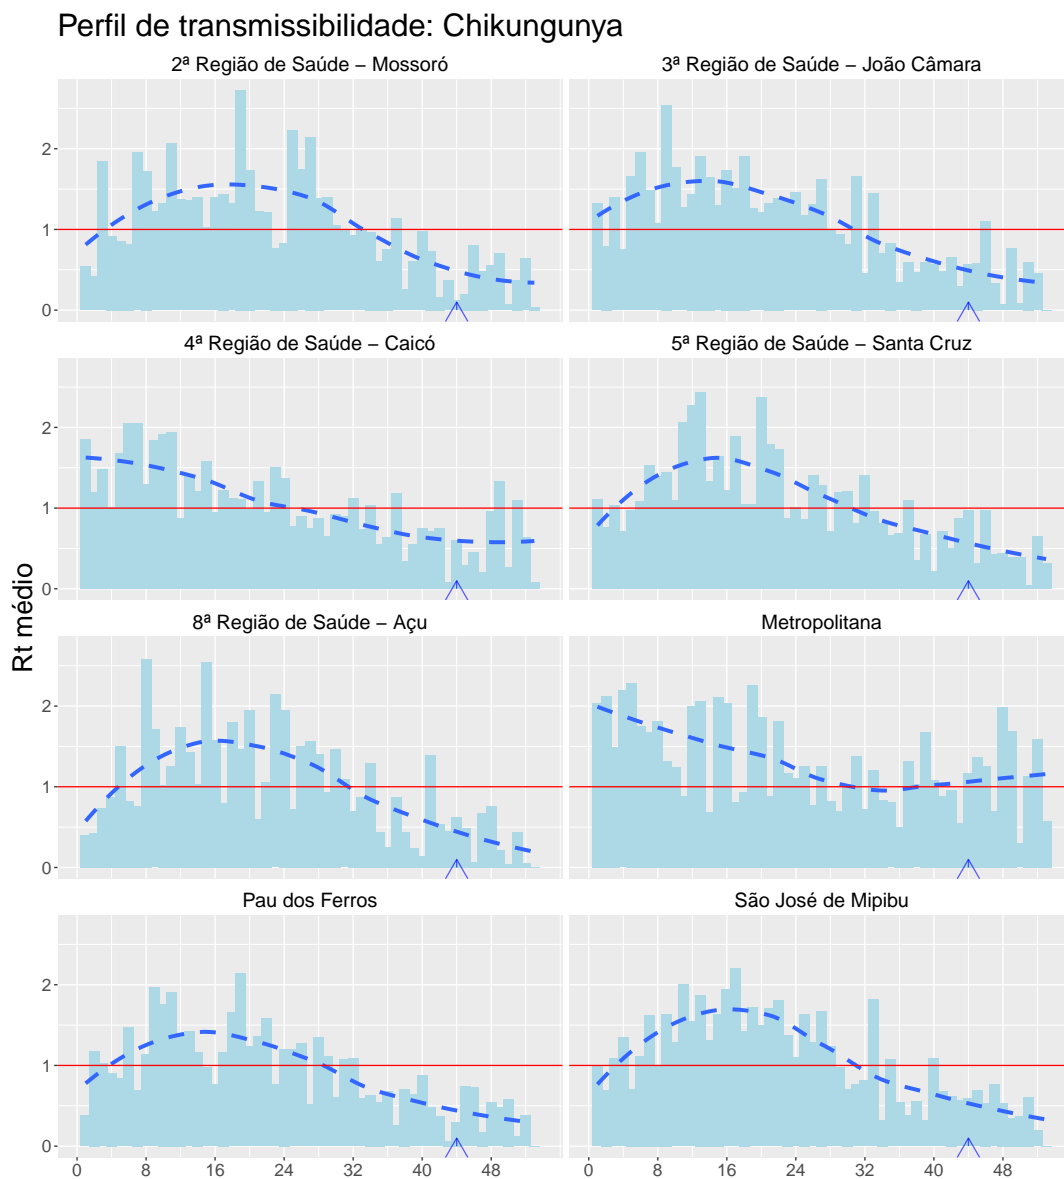 Perfil de transmissibilidade: Chikungunya
2ª Região de Saúde − Mossoró
3ª Região de Saúde − João Câmara
2
1
0
4ª Região de Saúde − Caicó
5ª Região de Saúde − Santa Cruz
2
1
0
Rt médio
8ª Região de Saúde − Açu
Metropolitana
2
1
0
Pau dos Ferros
São José de Mipibu
2
1
0
0 8 16 24 32 40 48
0 8 16 24 32 40 48